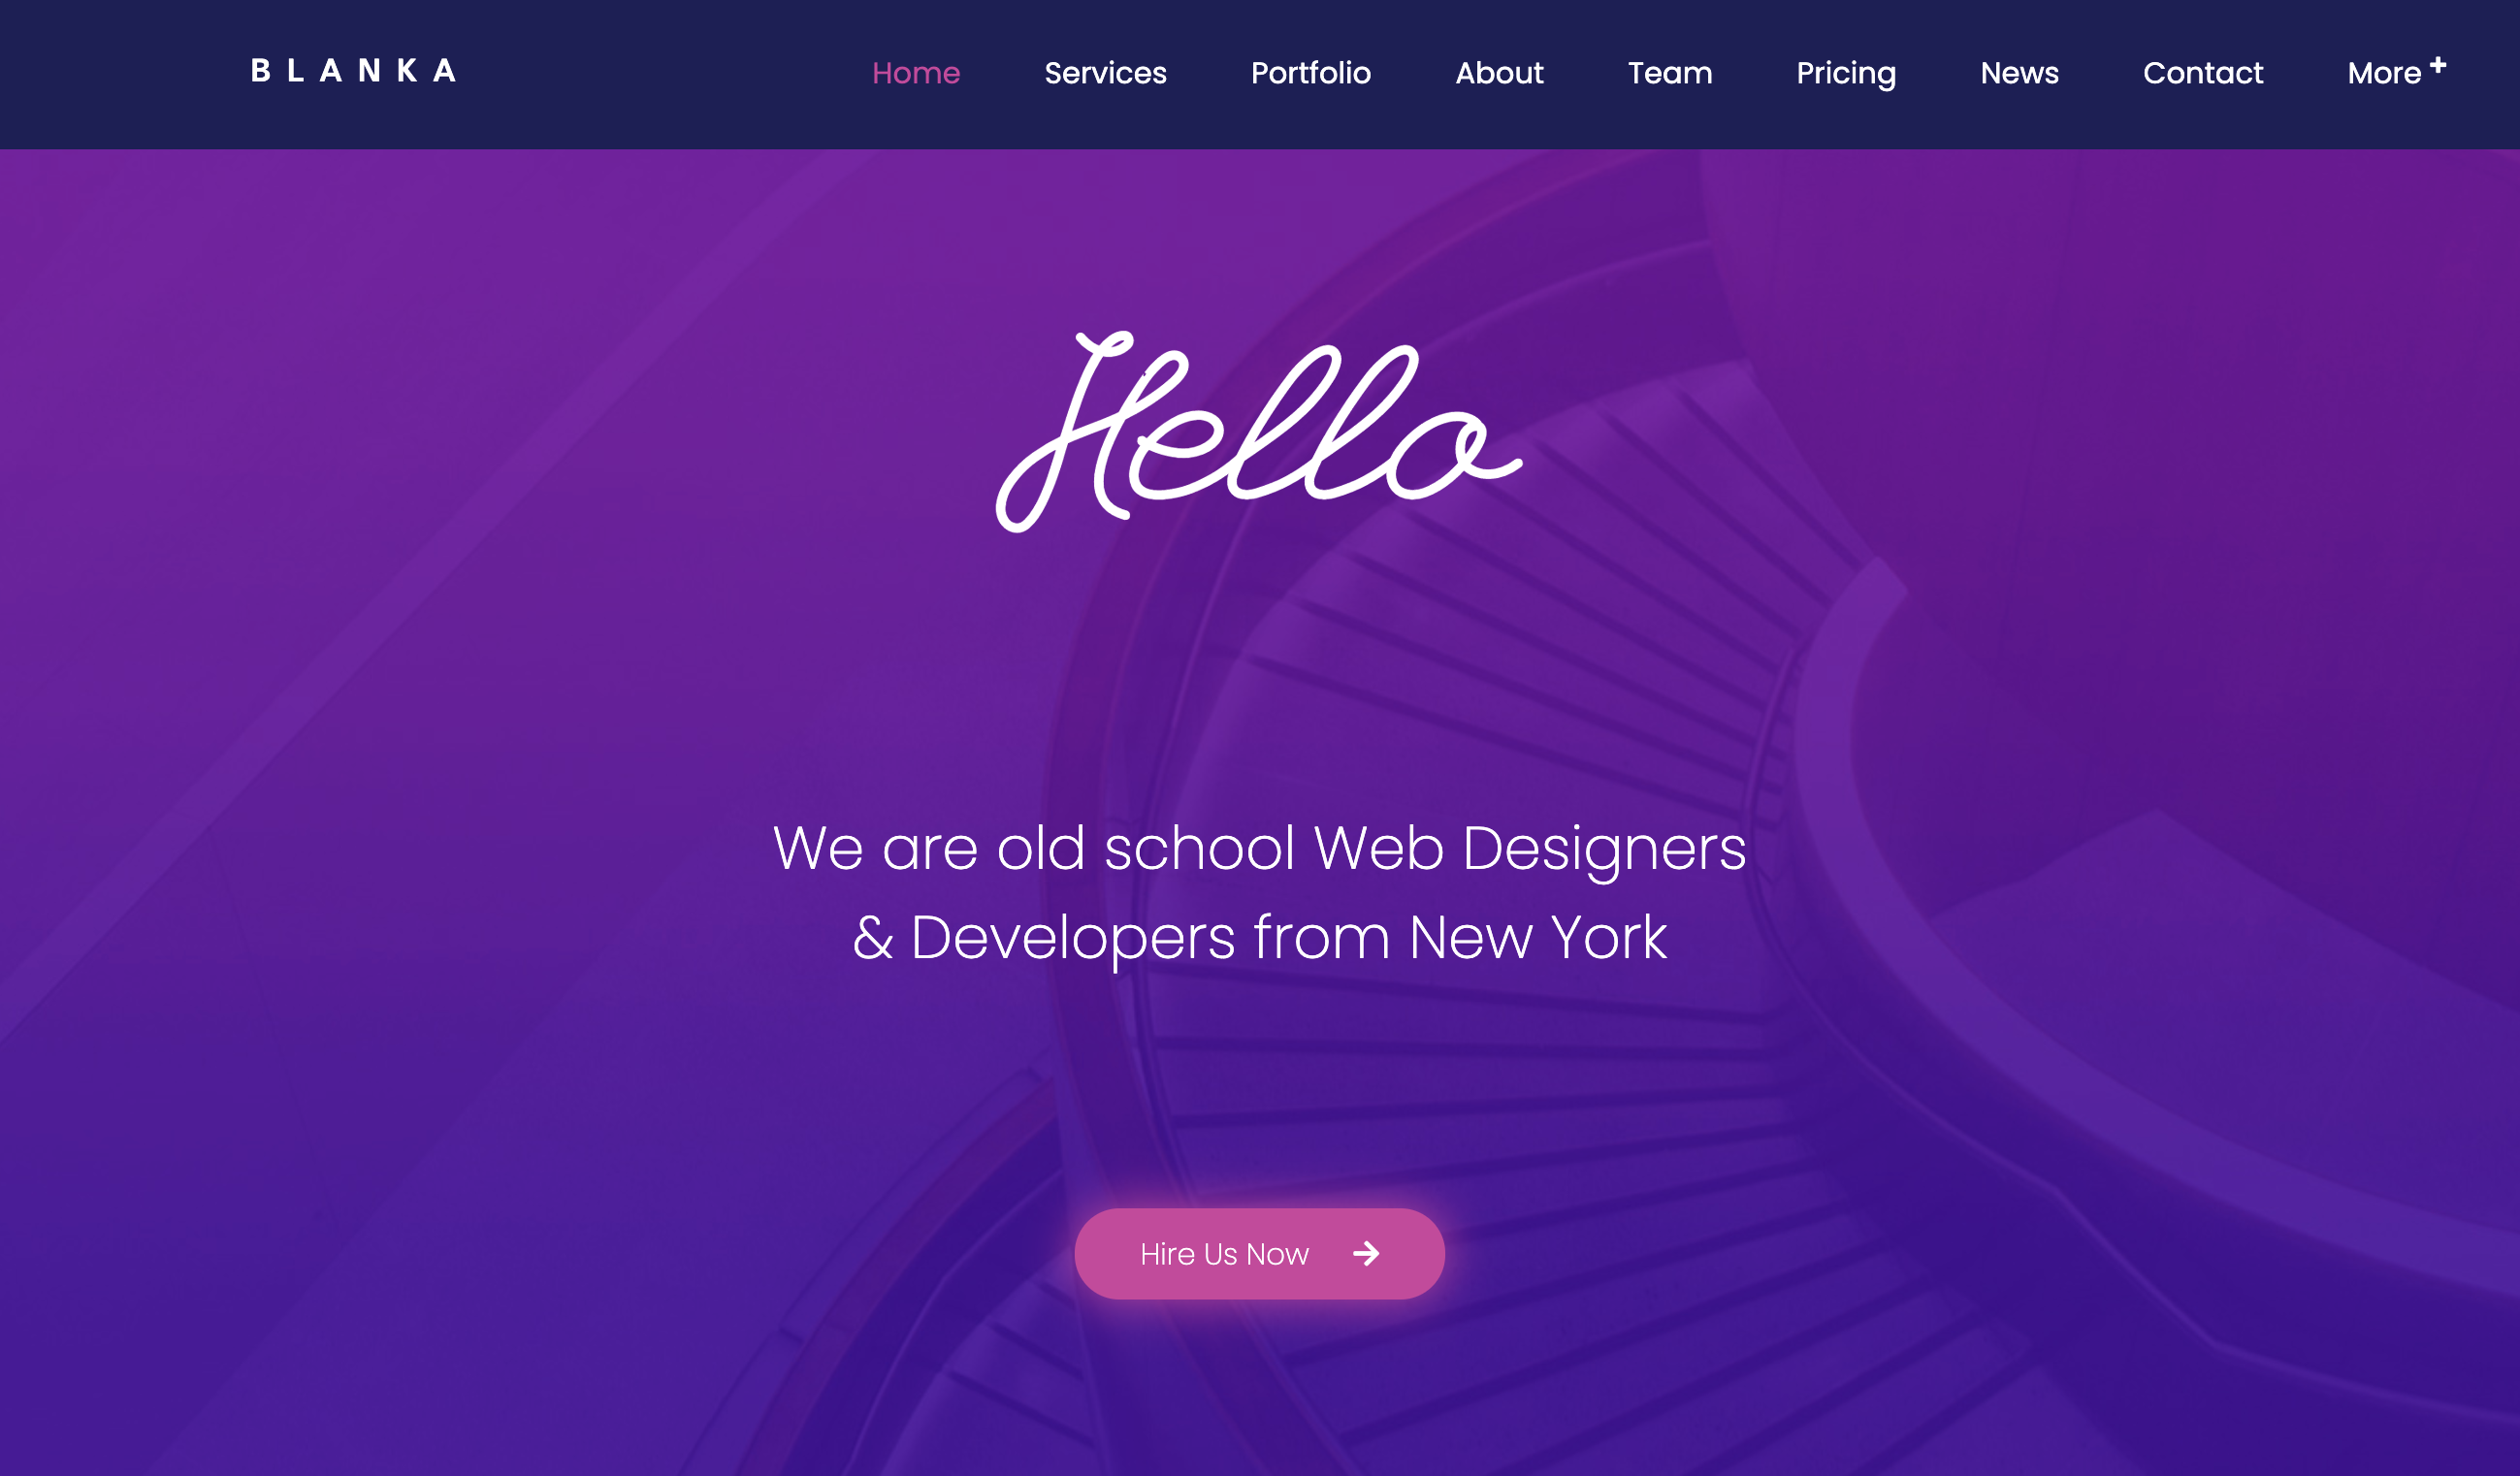 BLANKA
Home Services Portfolio About Team Pricing News Contact More +
Hello
We are old school Web Designers
& Developers from New York
Hire Us Now →